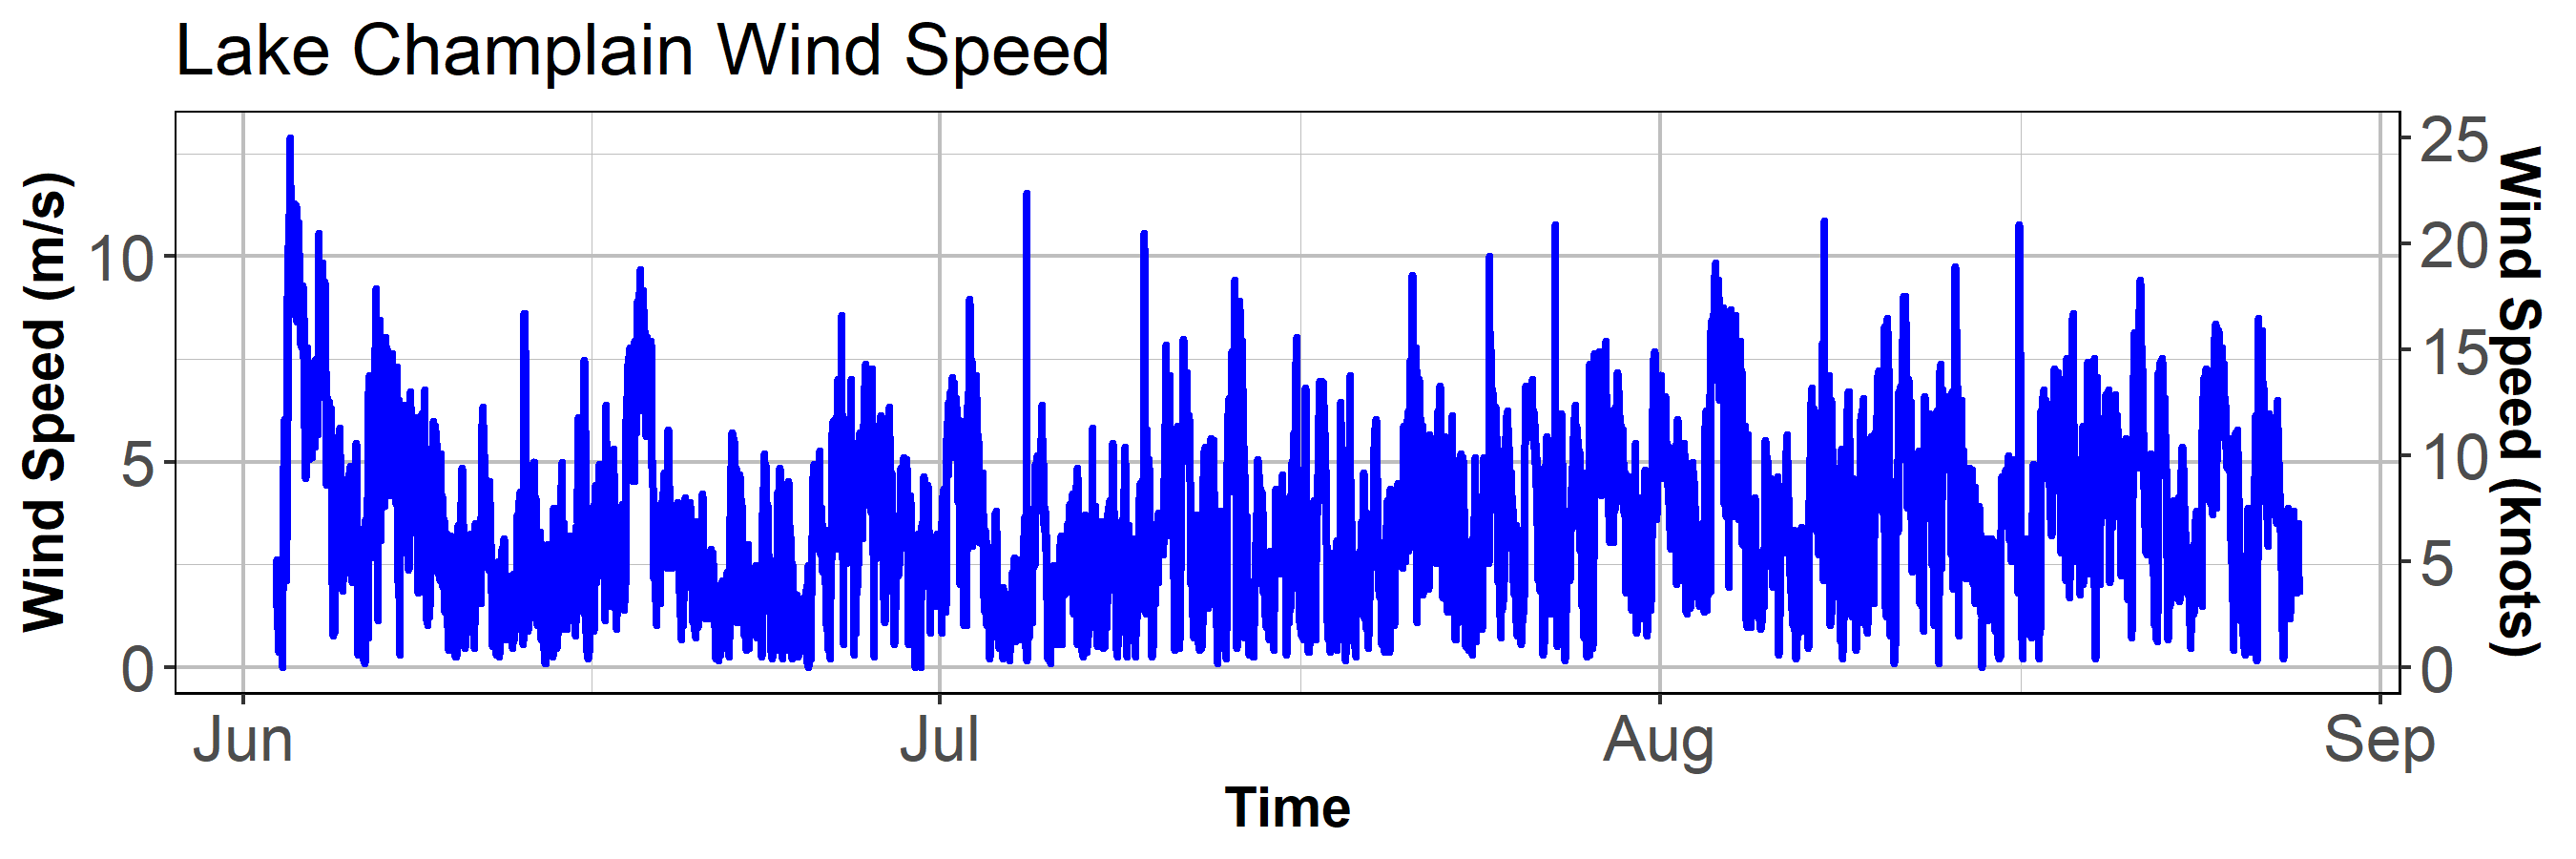 Lake Champlain Wind Speed
Wind Speed (m/s)
10
5
0
25
20
15
10
5
0
Wind Speed (knots)
Jun Jul Aug Sep
Time